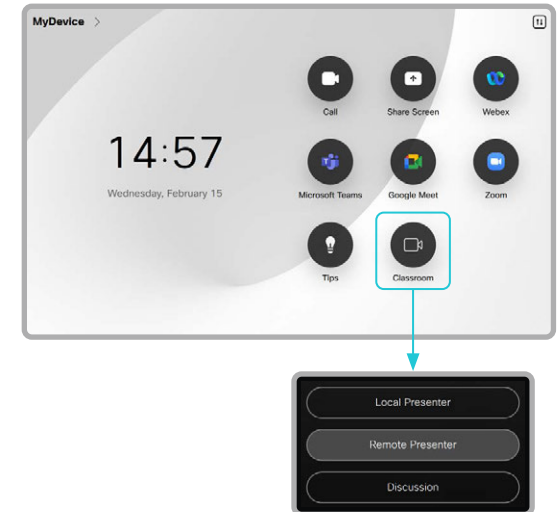 MyDevice >
14:57
Wednesday, February 15
Call Share Screen Webex
Microsoft Teams Google Meet Zoom
Tips Classroom
Local Presenter
Remote Presenter
Discussion